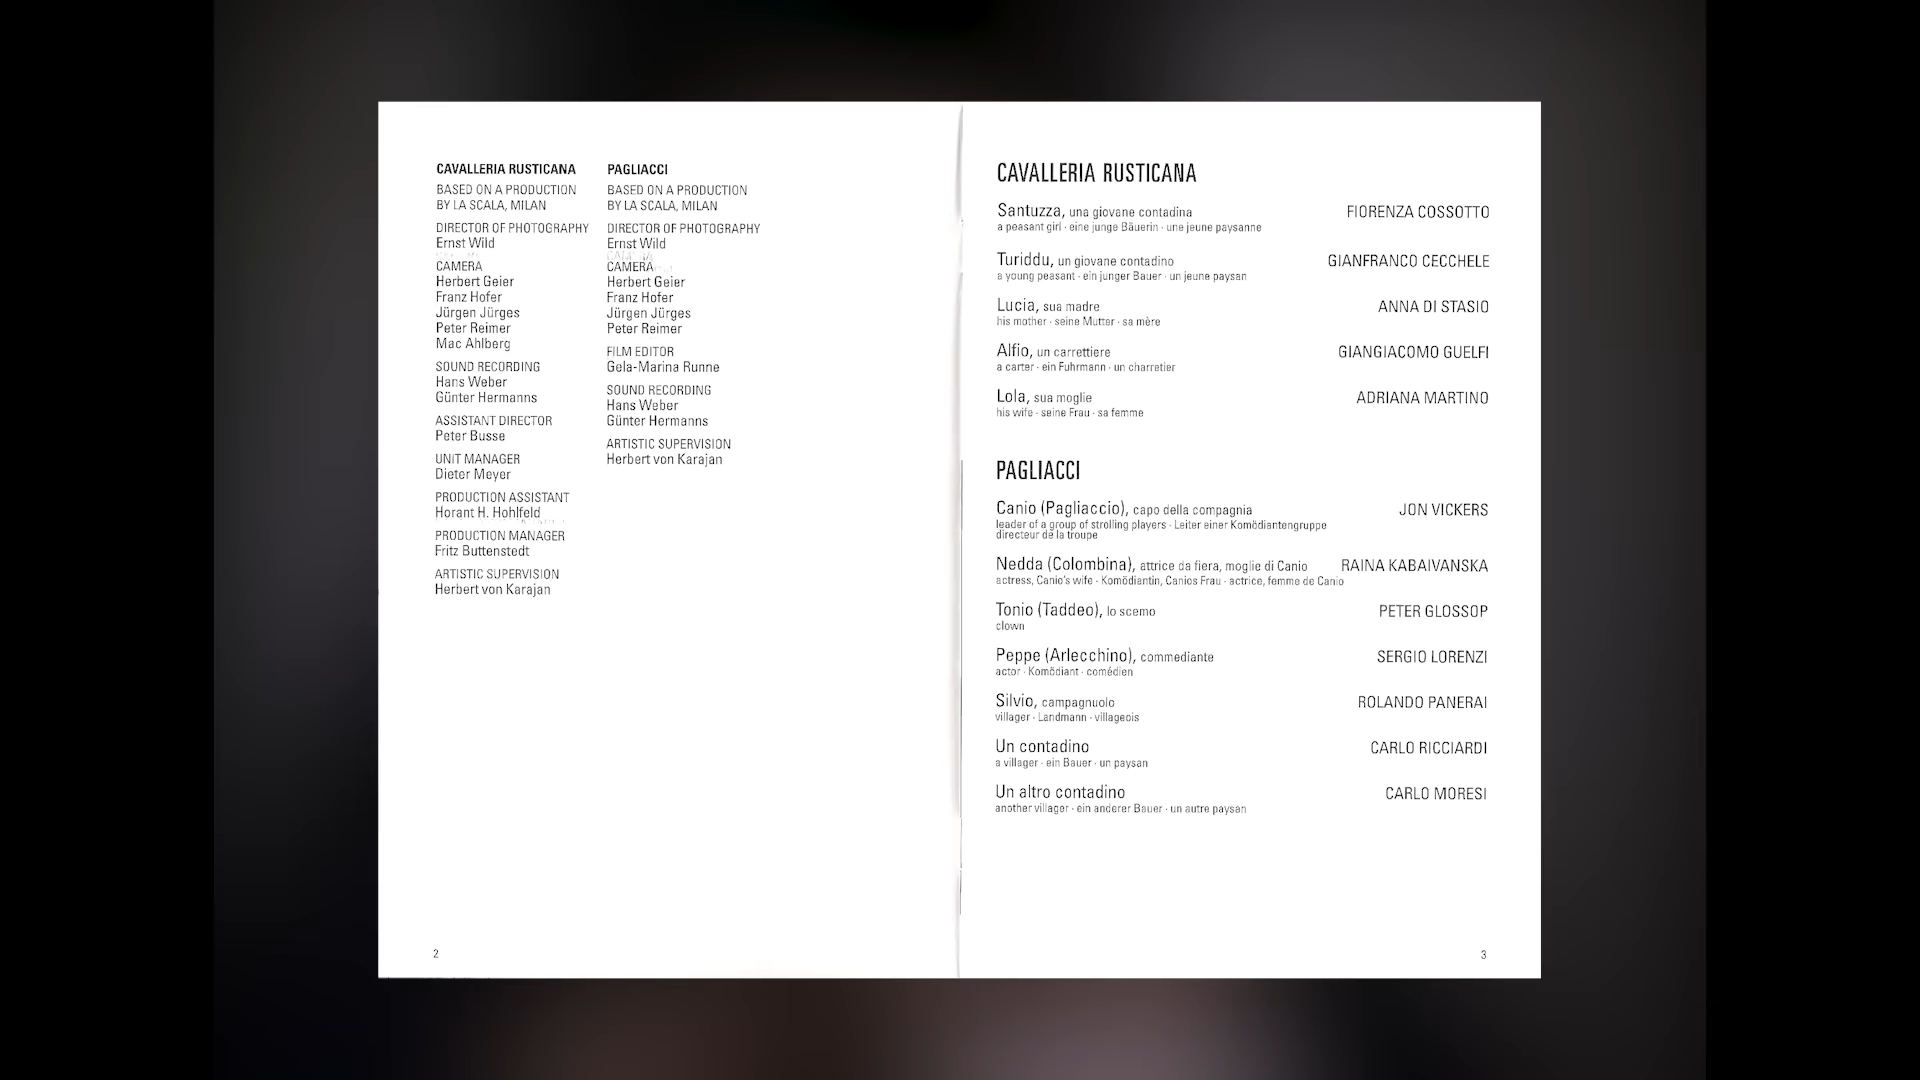 CAVALLERIA RUSTICANA
BASED ON A PRODUCTION
BY LA SCALA, MILAN
DIRECTOR OF PHOTOGRAPHY
Ernst Wild
CAMERA
Herbert Geier
Franz Hofer
Jürgen Jürges
Peter Reimer
Mac Ahlberg
SOUND RECORDING
Hans Weber
Günter Hermanns
ASSISTANT DIRECTOR
Peter Busse
UNIT MANAGER
Dieter Meyer
PRODUCTION ASSISTANT
Horant H. Hohlfeld
PRODUCTION MANAGER
Fritz Buttenstedt
ARTISTIC SUPERVISION
Herbert von Karajan
PAGLIACCI
BASED ON A PRODUCTION
BY LA SCALA, MILAN
DIRECTOR OF PHOTOGRAPHY
Ernst Wild
CAMERA
Herbert Geier
Franz Hofer
Jürgen Jürges
Peter Reimer
FILM EDITOR
Gela-Marina Runne
SOUND RECORDING
Hans Weber
Günter Hermanns
ARTISTIC SUPERVISION
Herbert von Karajan
2
CAVALLERIA RUSTICANA
Santuzza, una giovane contadina FIORENZA COSSOTTO
a peasant girl · eine junge Bäuerin · une jeune paysanne
Turiddu, un giovane contadino GIANFRANCO CECCHELE
a young peasant · ein junger Bauer · un jeune paysan
Lucia, sua madre ANNA DI STASIO
his mother · seine Mutter · sa mère
Alfio, un carrettiere GIANGIACOMO GUELFI
a carter · ein Fuhrmann · un charretier
Lola, sua moglie ADRIANA MARTINO
his wife · seine Frau · sa femme
PAGLIACCI
Canio (Pagliaccio), capo della compagnia JON VICKERS
leader of a group of strolling players · Leiter einer Komödiantengruppe
directeur de la troupe
Nedda (Colombina), attrice da fiera, moglie di Canio RAINA KABAIVANSKA
actress, Canio's wife · Komödiantin, Canios Frau · actrice, femme de Canio
Tonio (Taddeo), lo scemo PETER GLOSSOP
clown
Peppe (Arlecchino), commediante SERGIO LORENZI
actor · Komödiant · comédien
Silvio, campagnuolo ROLANDO PANERAI
villager · Landmann · villageois
Un contadino CARLO RICCIARDI
a villager · ein Bauer · un paysan
Un altro contadino CARLO MORESI
another villager · ein anderer Bauer · un autre paysan
3